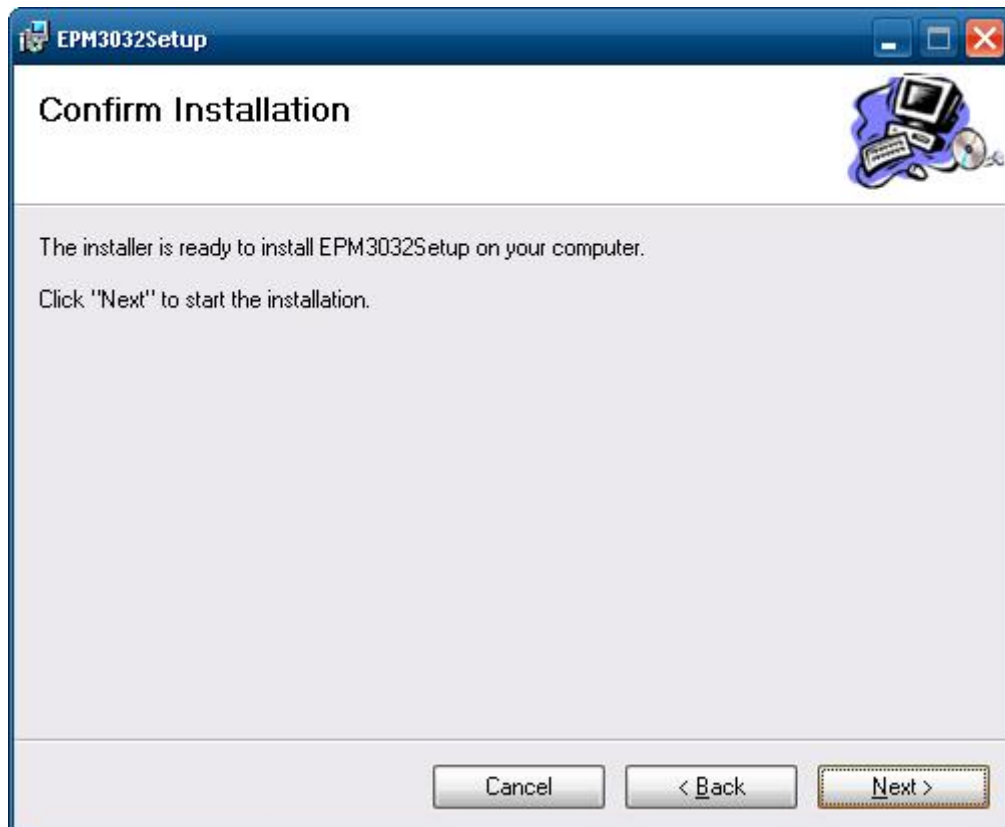 EPM3032Setup
Confirm Installation
The installer is ready to install EPM3032Setup on your computer.
Click "Next" to start the installation.
Cancel
< Back
Next >